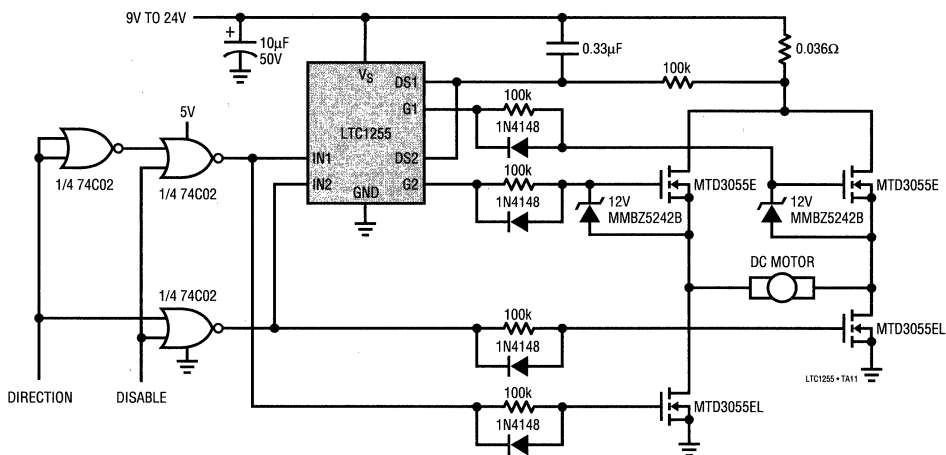 9V TO 24V
+
10µF
50V
0.33µF
0.036Ω
100k
VS
DS1
G1
LTC1255
DS2
G2
IN1
IN2
GND
100k
1N4148
100k
1N4148
5V
1/4 74C02
1/4 74C02
12V
MMBZ5242B
MTD3055E
12V
MMBZ5242B
MTD3055E
DC MOTOR
1/4 74C02
100k
1N4148
MTD3055EL
LTC1255 • TA11
DIRECTION
DISABLE
100k
1N4148
MTD3055EL